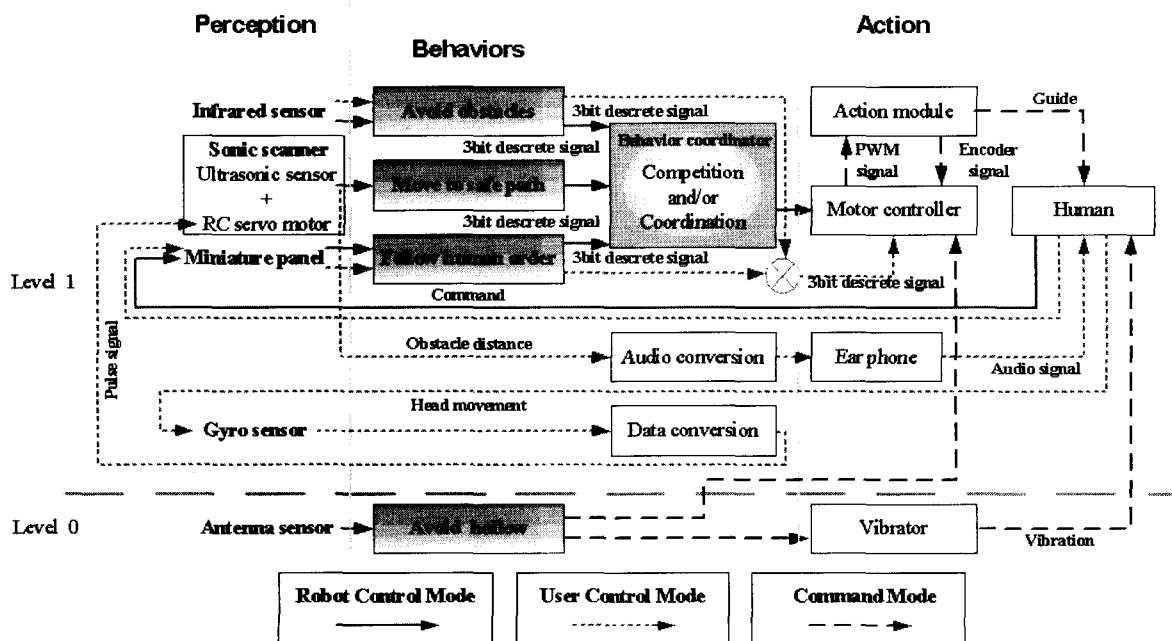 Perception
Behaviors
Action
Infrared sensor
Avoid obstacles
3bit descrete signal
3bit descrete signal
Sonic scanner
Ultrasonic sensor
+
RC servo motor
Move to safe path
3bit descrete signal
Miniature panel
Follow human order
3bit descrete signal
Behavior coordinator
Competition
and/or
Coordination
Action module
Guide
PWM
signal
Encoder
signal
Motor controller
Human
3bit descrete signal
Level 1
Command
Pulse signal
Obstacle distance
Audio conversion
Ear phone
Audio signal
Head movement
Gyro sensor
Data conversion
Level 0
Antenna sensor
Avoid hollow
Vibrator
Vibration
Robot Control Mode
User Control Mode
Command Mode